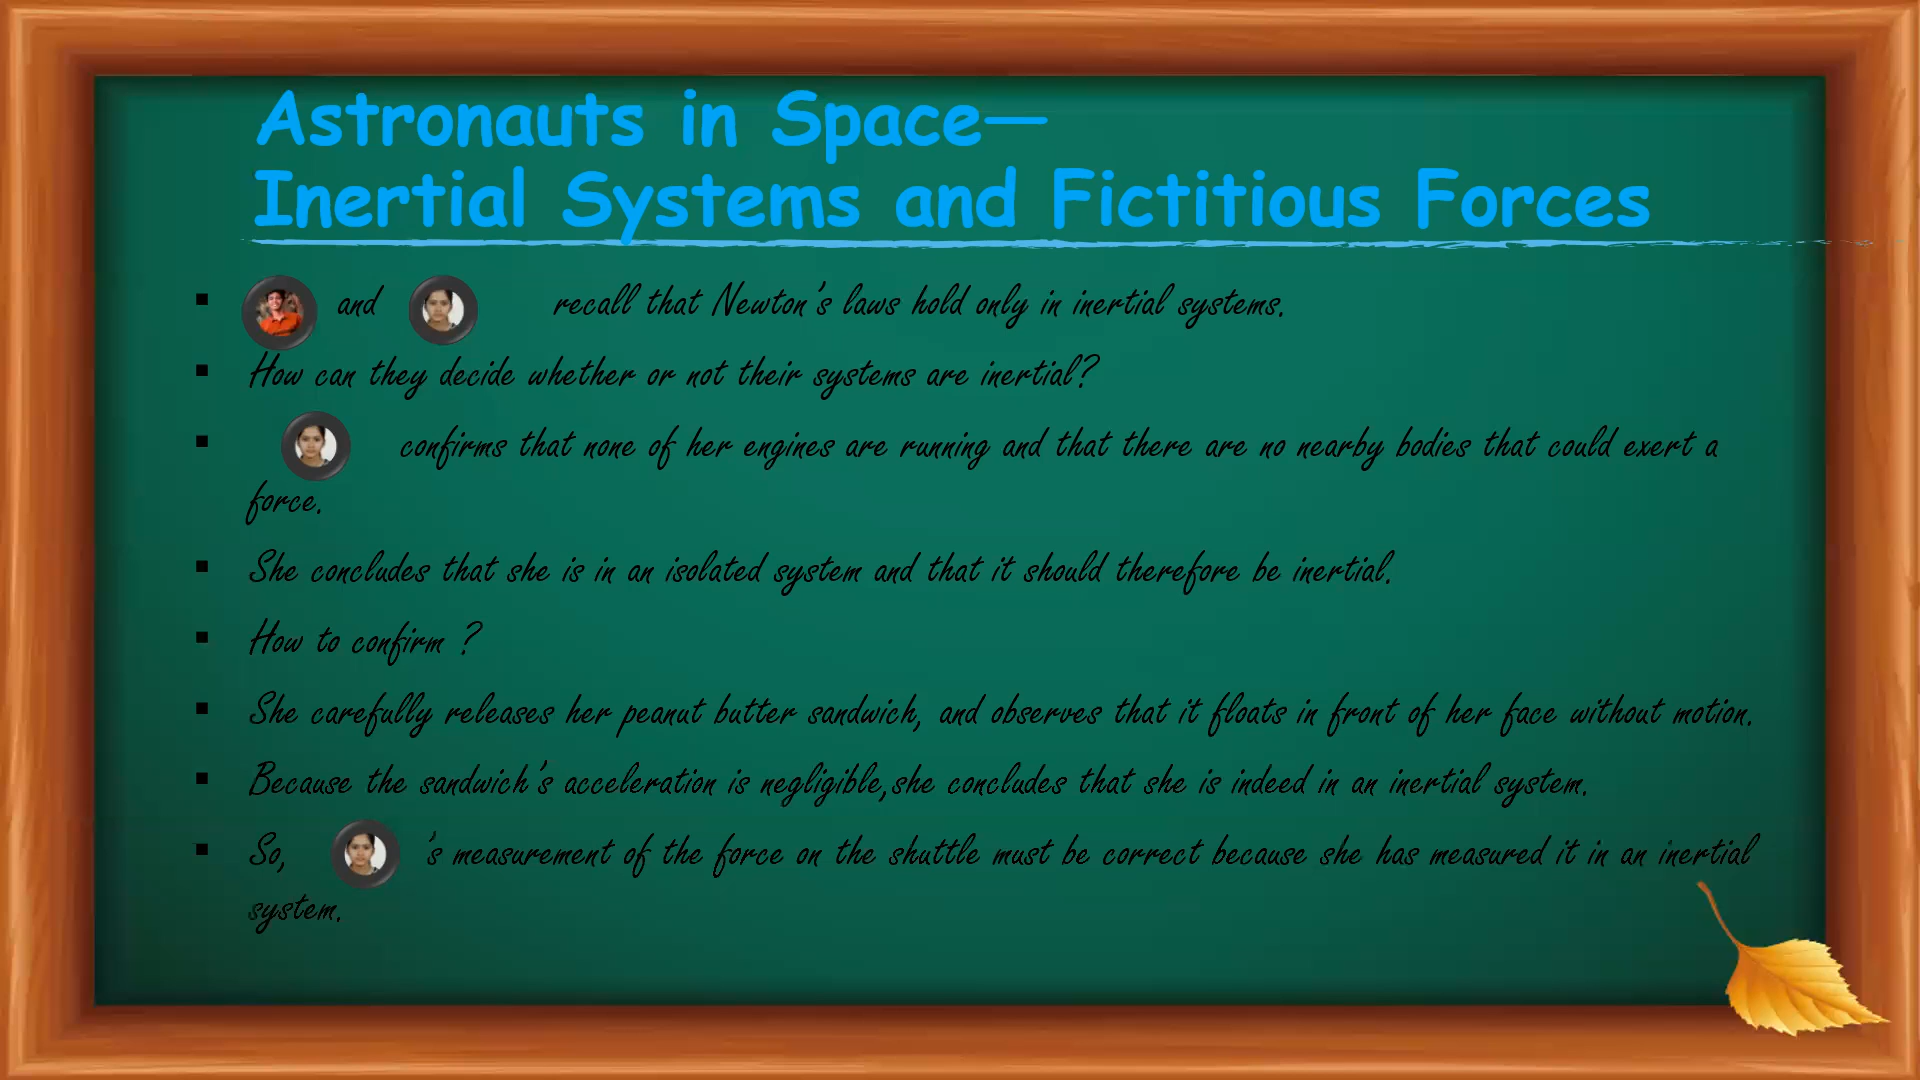 Astronauts in Space—
Inertial Systems and Fictitious Forces
▪ and recall that Newton's laws hold only in inertial systems.
▪ How can they decide whether or not their systems are inertial?
▪ confirms that none of her engines are running and that there are no nearby bodies that could exert a
force.
▪ She concludes that she is in an isolated system and that it should therefore be inertial.
▪ How to confirm ?
▪ She carefully releases her peanut butter sandwich, and observes that it floats in front of her face without motion.
▪ Because the sandwich's acceleration is negligible,she concludes that she is indeed in an inertial system.
▪ So, 's measurement of the force on the shuttle must be correct because she has measured it in an inertial
system.